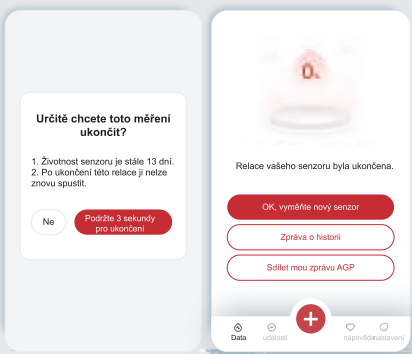 Určitě chcete toto měření
ukončit?
1. Životnost senzoru je stále 13 dní.
2. Po ukončení této relace ji nelze
znovu spustit.
Ne
Podržte 3 sekundy
pro ukončení
0
Relace vašeho senzoru byla ukončena.
OK, vyměňte nový senzor
Zpráva o historii
Sdílet mou zprávu AGP
Data
události
nápověda
nastavení